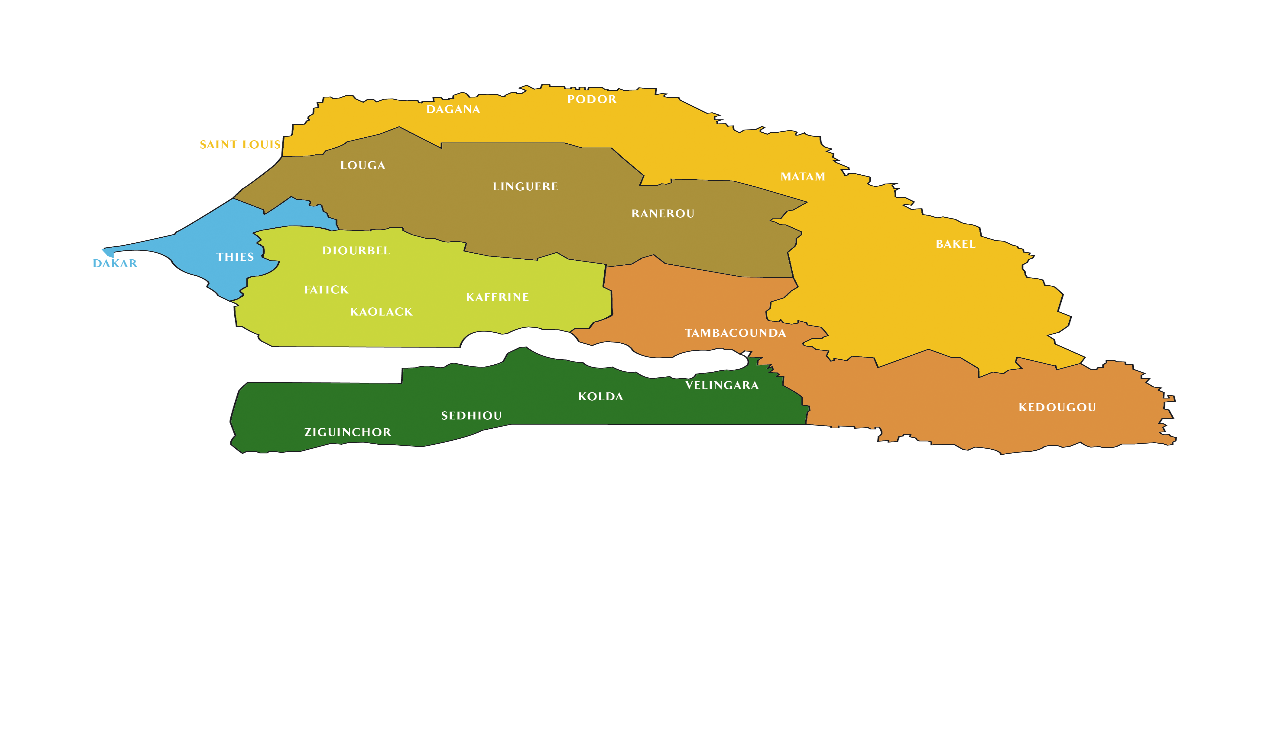 PODOR
DAGANA
SAINT LOUIS
LOUGA
MATAM
LINGUERE
RANEROU
BAKEL
DIOURBEL
THIES
DAKAR
FATICK
KAFFRINE
KAOLACK
TAMBACOUNDA
VELINGARA
KOLDA
KEDOUGOU
SEDHIOU
ZIGUINCHOR